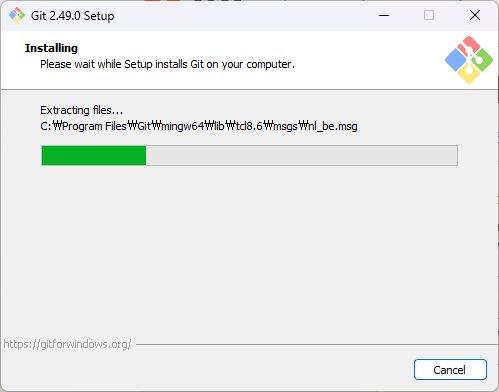 Git 2.49.0 Setup
Installing
Please wait while Setup installs Git on your computer.
Extracting files...
C:₩Program Files₩Git₩mingw64₩lib₩tcl8.6₩msgs₩nl_be.msg
https://gitforwindows.org/
Cancel